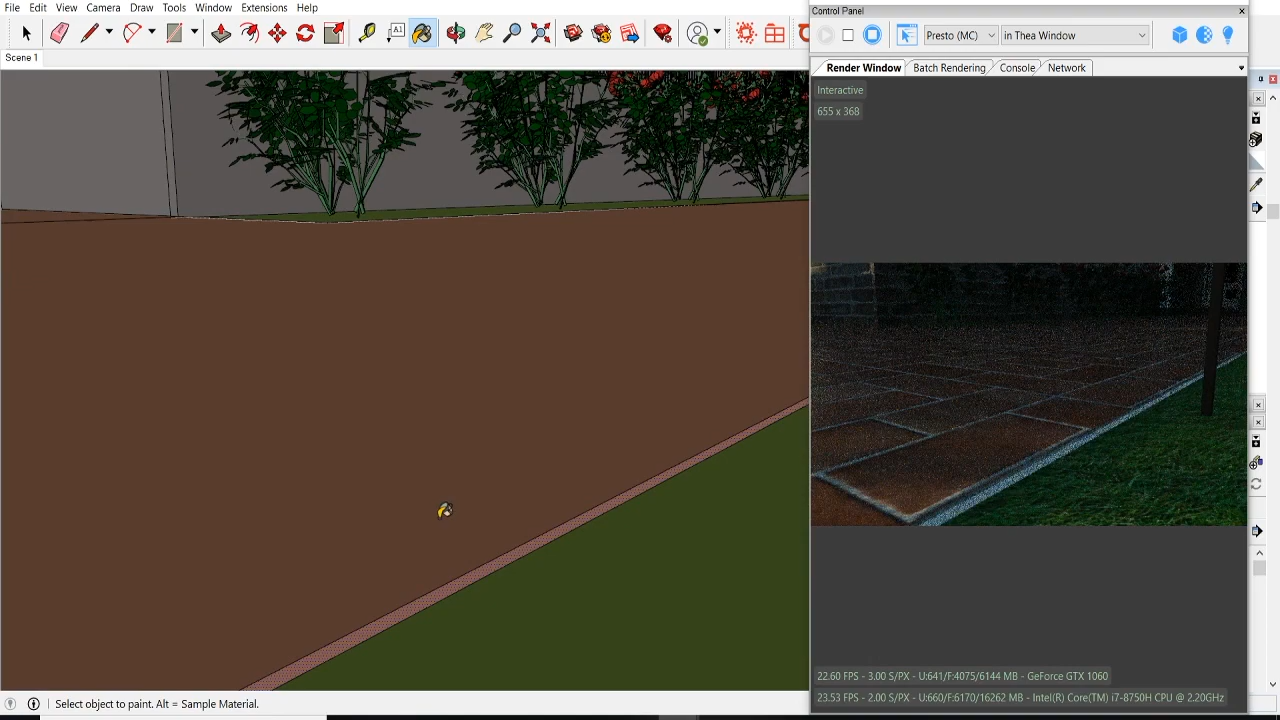 File Edit View Camera Draw Tools Window Extensions Help
Scene 1
A1
Control Panel
Presto (MC) in Thea Window
Render Window Batch Rendering Console Network
Interactive
655 x 368
22.60 FPS - 3.00 S/PX - U:641/F:4075/6144 MB - GeForce GTX 1060
23.53 FPS - 2.00 S/PX - U:660/F:6170/16262 MB - Intel(R) Core(TM) i7-8750H CPU @ 2.20GHz
Select objects to paint. Alt = Sample Material.